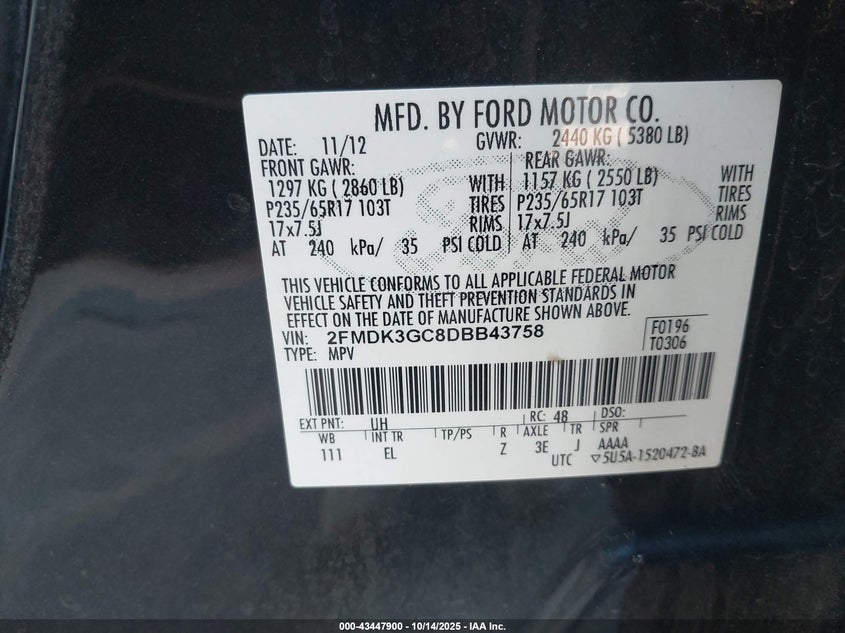 MFD. BY FORD MOTOR CO.
DATE: 11/12 GVWR: 2440 KG ( 5380 LB)
FRONT GAWR: REAR GAWR:
1297 KG ( 2860 LB) WITH 1157 KG ( 2550 LB) WITH
P235/65R17 103T TIRES P235/65R17 103T TIRES
17x7.5J RIMS 17x7.5J RIMS
AT 240 kPa/ 35 PSI COLD AT 240 kPa/ 35 PSI COLD
THIS VEHICLE CONFORMS TO ALL APPLICABLE FEDERAL MOTOR
VEHICLE SAFETY AND THEFT PREVENTION STANDARDS IN
EFFECT ON THE DATE OF MANUFACTURE SHOWN ABOVE.
VIN: 2FMDK3GC8DBB43758 F0196
TYPE: MPV T0306
EXT PNT: UH RC: 48 DSO:
WB INT TR TP/PS R AXLE TR SPR
111 EL Z 3E J AAAA
UTC ▽5U5A-1520472-BA
000-43447900 - 10/14/2025 - IAA Inc.